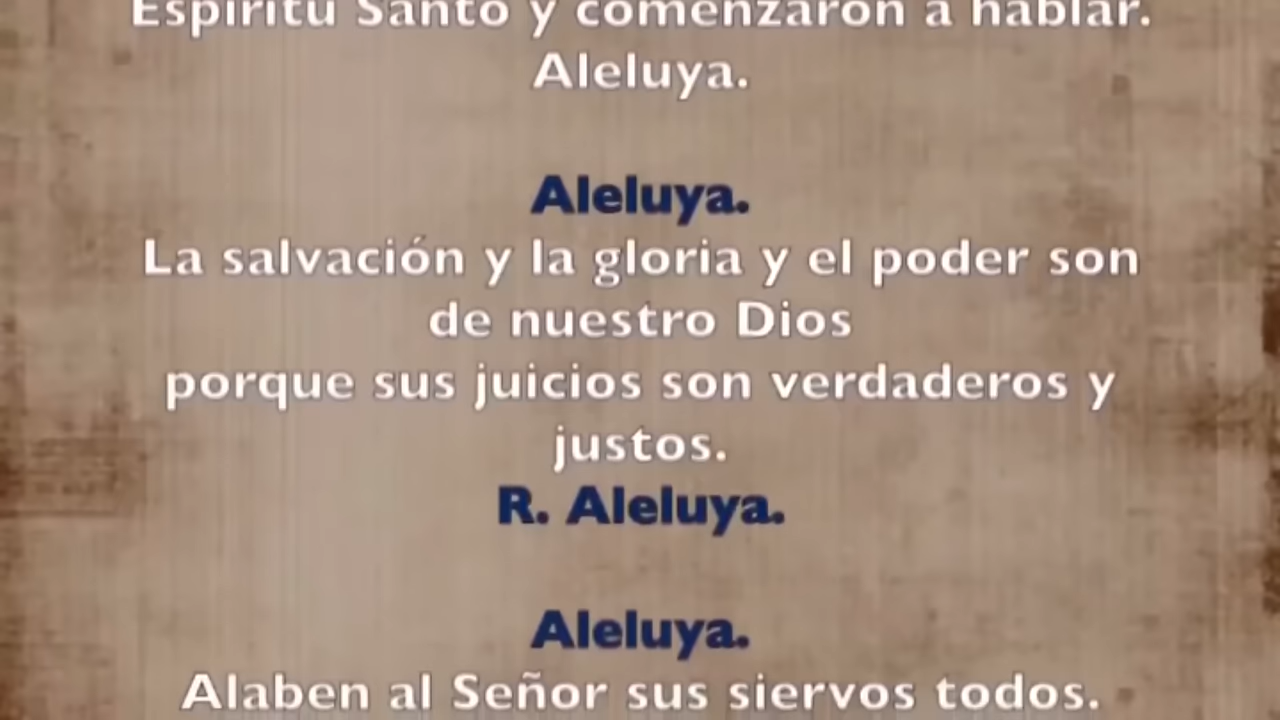 Espíritu Santo y comenzaron a hablar.
Aleluya.
Aleluya.
La salvación y la gloria y el poder son
de nuestro Dios
porque sus juicios son verdaderos y
justos.
R. Aleluya.
Aleluya.
Alaben al Señor sus siervos todos.